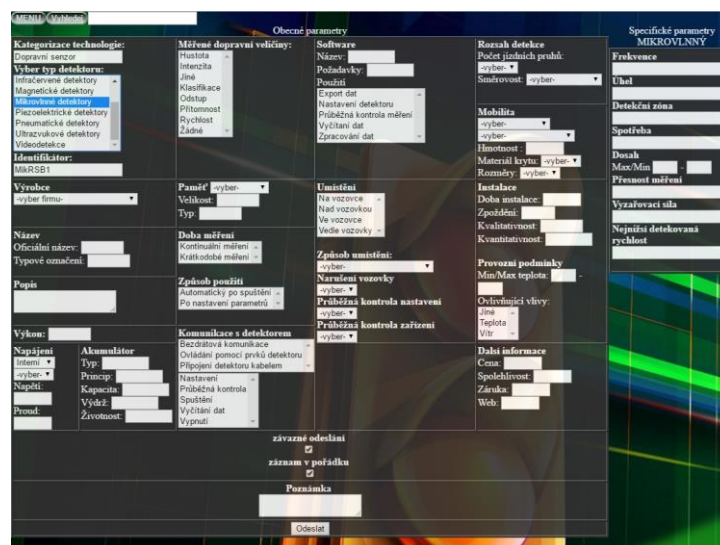 MENU Vyhledej
Obecné parametry
Specifické parametry
MIKROVLNNÝ
Kategorizace technologie:
Dopravní senzor
Vyber typ detektoru:
Infračervené detektory
Magnetické detektory
Mikrovlnné detektory
Piezoelektrické detektory
Pneumatické detektory
Ultrazvukové detektory
Videodetekce
Identifikátor:
MikRSB1
Měřené dopravní veličiny:
Hustota
Intenzita
Jiné
Klasifikace
Odstup
Přítomnost
Rychlost
Žádné
Software
Název:
Požadavky:
Použití
Export dat
Nastavení detektoru
Průběžná kontrola měření
Vyčítaní dat
Zpracování dat
Rozsah detekce
Počet jízdních pruhů:
-vyber-
Směrovost: -vyber-
Mobilita
-vyber-
-vyber-
Hmotnost :
Materiál krytu: -vyber-
Rozměry: -vyber-
Frekvence
Úhel
Detekční zóna
Spotřeba
Dosah
Max/Min -
Přesnost měření
Vyzařovací síla
Nejnižší detekovaná
rychlost
Výrobce
-vyber firmu-
Paměť -vyber-
Velikost:
Typ:
Umístění
Na vozovce
Nad vozovkou
Ve vozovce
Vedle vozovky
Instalace
Doba instalace:
Zpoždění:
Kvalitativnost:
Kvantitativnost:
Název
Oficiální název:
Typové označení:
Doba měření
Kontinuální měření
Krátkodobé měření
Způsob umístění:
-vyber-
Narušení vozovky
-vyber-
Průběžná kontrola nastavení
-vyber-
Průběžná kontrola zařízení
-vyber-
Provozní podmínky
Min/Max teplota: -
Ovlivňující vlivy:
Jiné
Teplota
Vítr
Popis
Způsob použití
Automatický po spuštění
Po nastavení parametrů
Výkon:
Komunikace s detektorem
Bezdrátová komunikace
Ovládání pomocí prvků detektoru
Připojení detektoru kabelem
Nastavení
Průběžná kontrola
Spuštění
Vyčítání dat
Vypnutí
Napájení
Interní
-vyber-
Napětí:
Proud:
Akumulátor
Typ:
Princip:
Kapacita:
Výdrž:
Životnost:
Další informace
Cena:
Spolehlivost:
Záruka:
Web:
závazné odeslání
záznam v pořádku
Poznámka
Odeslat